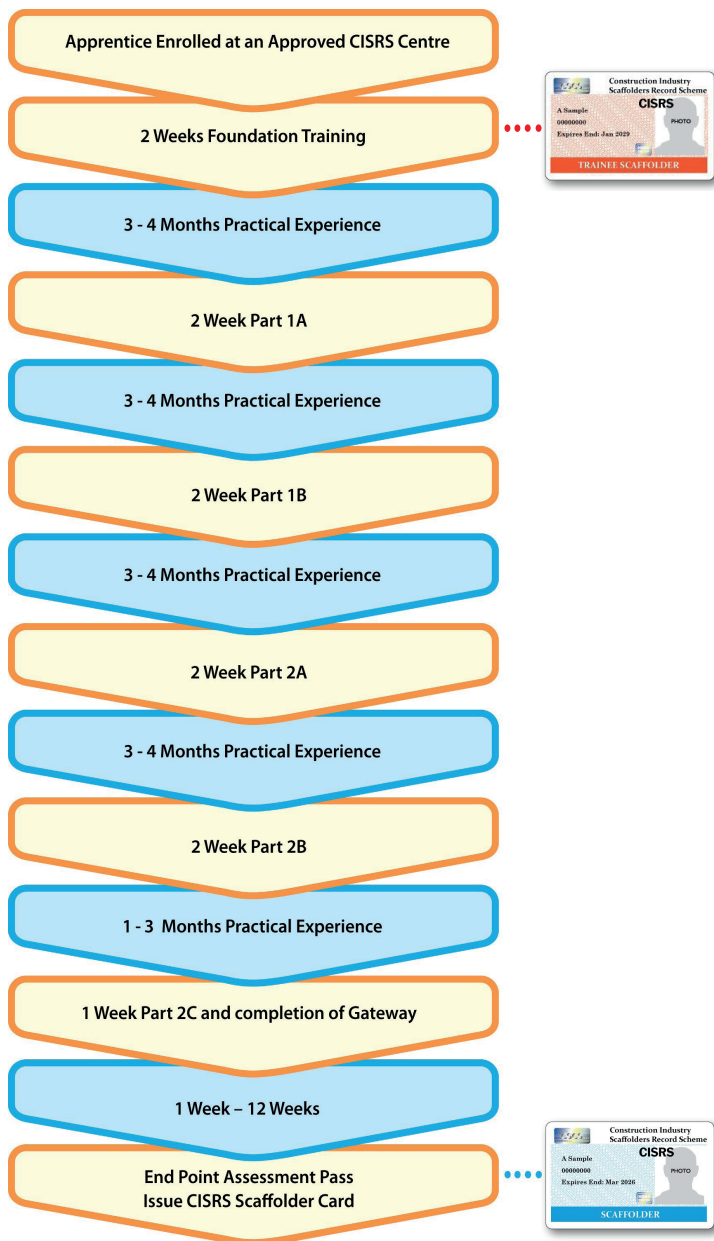 Apprentice Enrolled at an Approved CISRS Centre
2 Weeks Foundation Training
Construction Industry
Scaffolders Record Scheme
CISRS
A Sample
00000000
PHOTO
Expires End: Jan 2029
TRAINEE SCAFFOLDER
3 - 4 Months Practical Experience
2 Week Part 1A
3 - 4 Months Practical Experience
2 Week Part 1B
3 - 4 Months Practical Experience
2 Week Part 2A
3 - 4 Months Practical Experience
2 Week Part 2B
1 - 3 Months Practical Experience
1 Week Part 2C and completion of Gateway
1 Week – 12 Weeks
End Point Assessment Pass
Issue CISRS Scaffolder Card
Construction Industry
Scaffolders Record Scheme
CISRS
A Sample
00000000
PHOTO
Expires End: Mar 2026
SCAFFOLDER